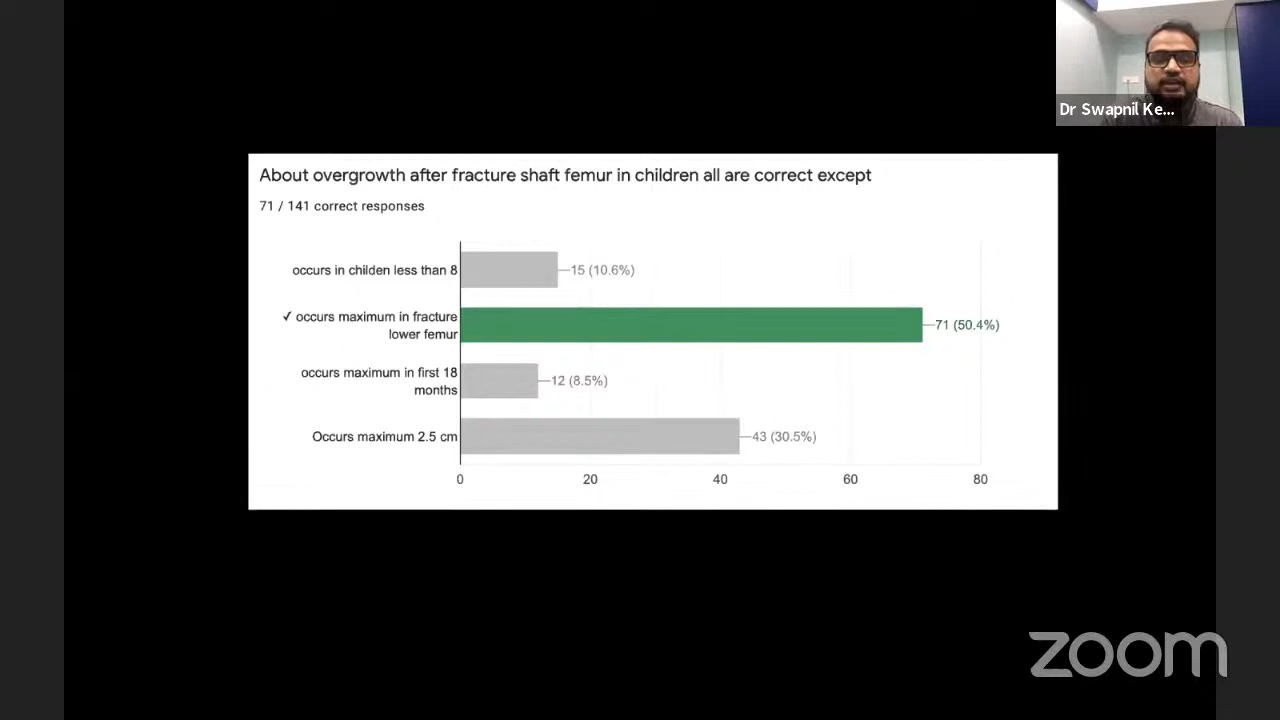 Dr Swapnil Ke...
About overgrowth after fracture shaft femur in children all are correct except
71 / 141 correct responses
occurs in childen less than 8
15 (10.6%)
✓ occurs maximum in fracture
lower femur
71 (50.4%)
occurs maximum in first 18
months
12 (8.5%)
Occurs maximum 2.5 cm
43 (30.5%)
0 20 40 60 80
zoom